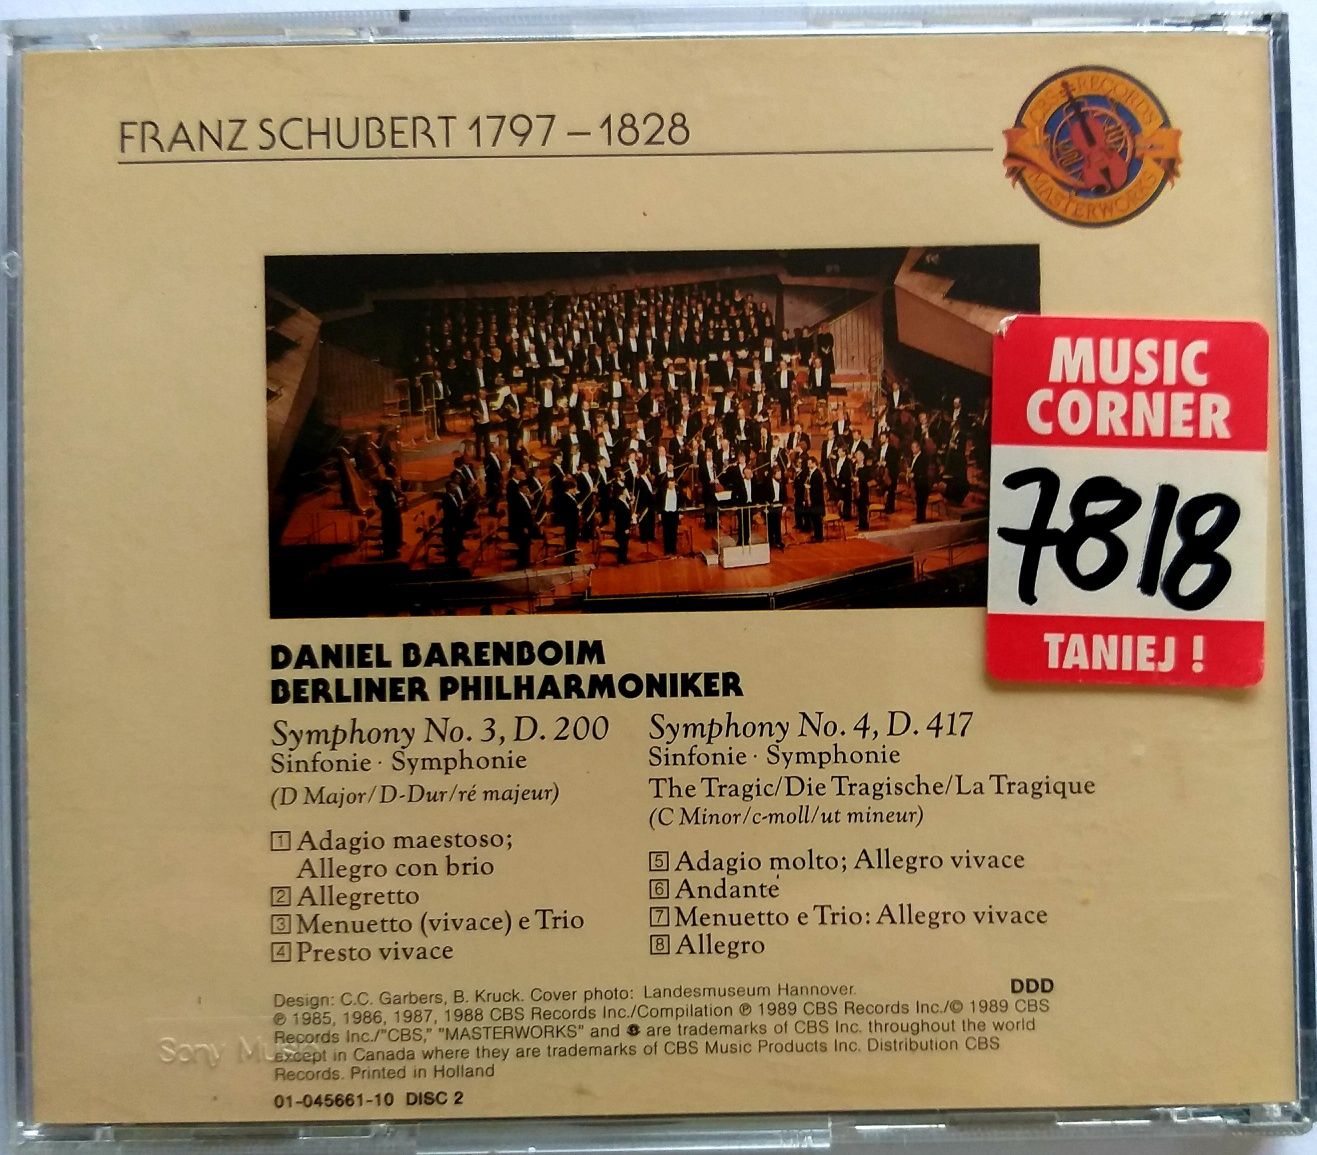 FRANZ SCHUBERT 1797 – 1828
CBS RECORDS
MASTERWORKS
MUSIC
CORNER
7818
TANIEJ !
DANIEL BARENBOIM
BERLINER PHILHARMONIKER
Symphony No. 3, D. 200
Sinfonie · Symphonie
(D Major/D-Dur/ré majeur)
1 Adagio maestoso;
Allegro con brio
2 Allegretto
3 Menuetto (vivace) e Trio
4 Presto vivace
Symphony No. 4, D. 417
Sinfonie · Symphonie
The Tragic/Die Tragische/La Tragique
(C Minor/c-moll/ut mineur)
5 Adagio molto; Allegro vivace
6 Andante
7 Menuetto e Trio: Allegro vivace
8 Allegro
DDD
Design: C.C. Garbers, B. Kruck. Cover photo: Landesmuseum Hannover.
℗ 1985, 1986, 1987, 1988 CBS Records Inc./Compilation ℗ 1989 CBS Records Inc./© 1989 CBS
Records Inc./"CBS," "MASTERWORKS" and are trademarks of CBS Inc. throughout the world
except in Canada where they are trademarks of CBS Music Products Inc. Distribution CBS
Records. Printed in Holland
Sony Music
01-045661-10 DISC 2